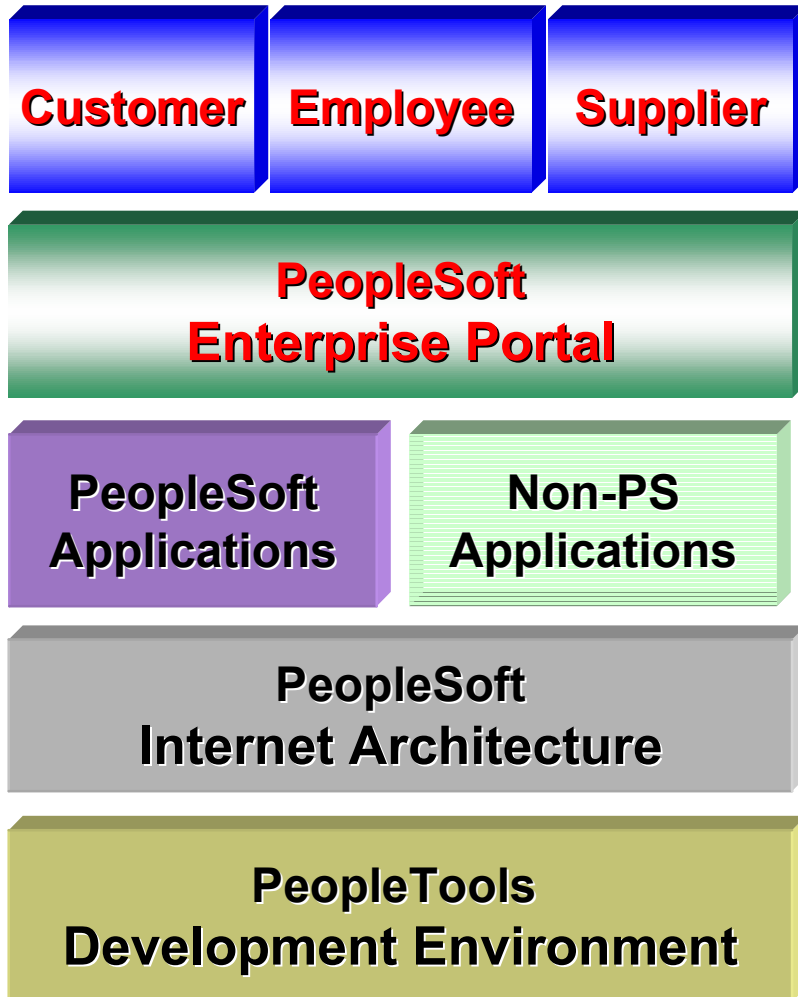 Customer
Employee
Supplier
PeopleSoft
Enterprise Portal
PeopleSoft
Applications
Non-PS
Applications
PeopleSoft
Internet Architecture
PeopleTools
Development Environment